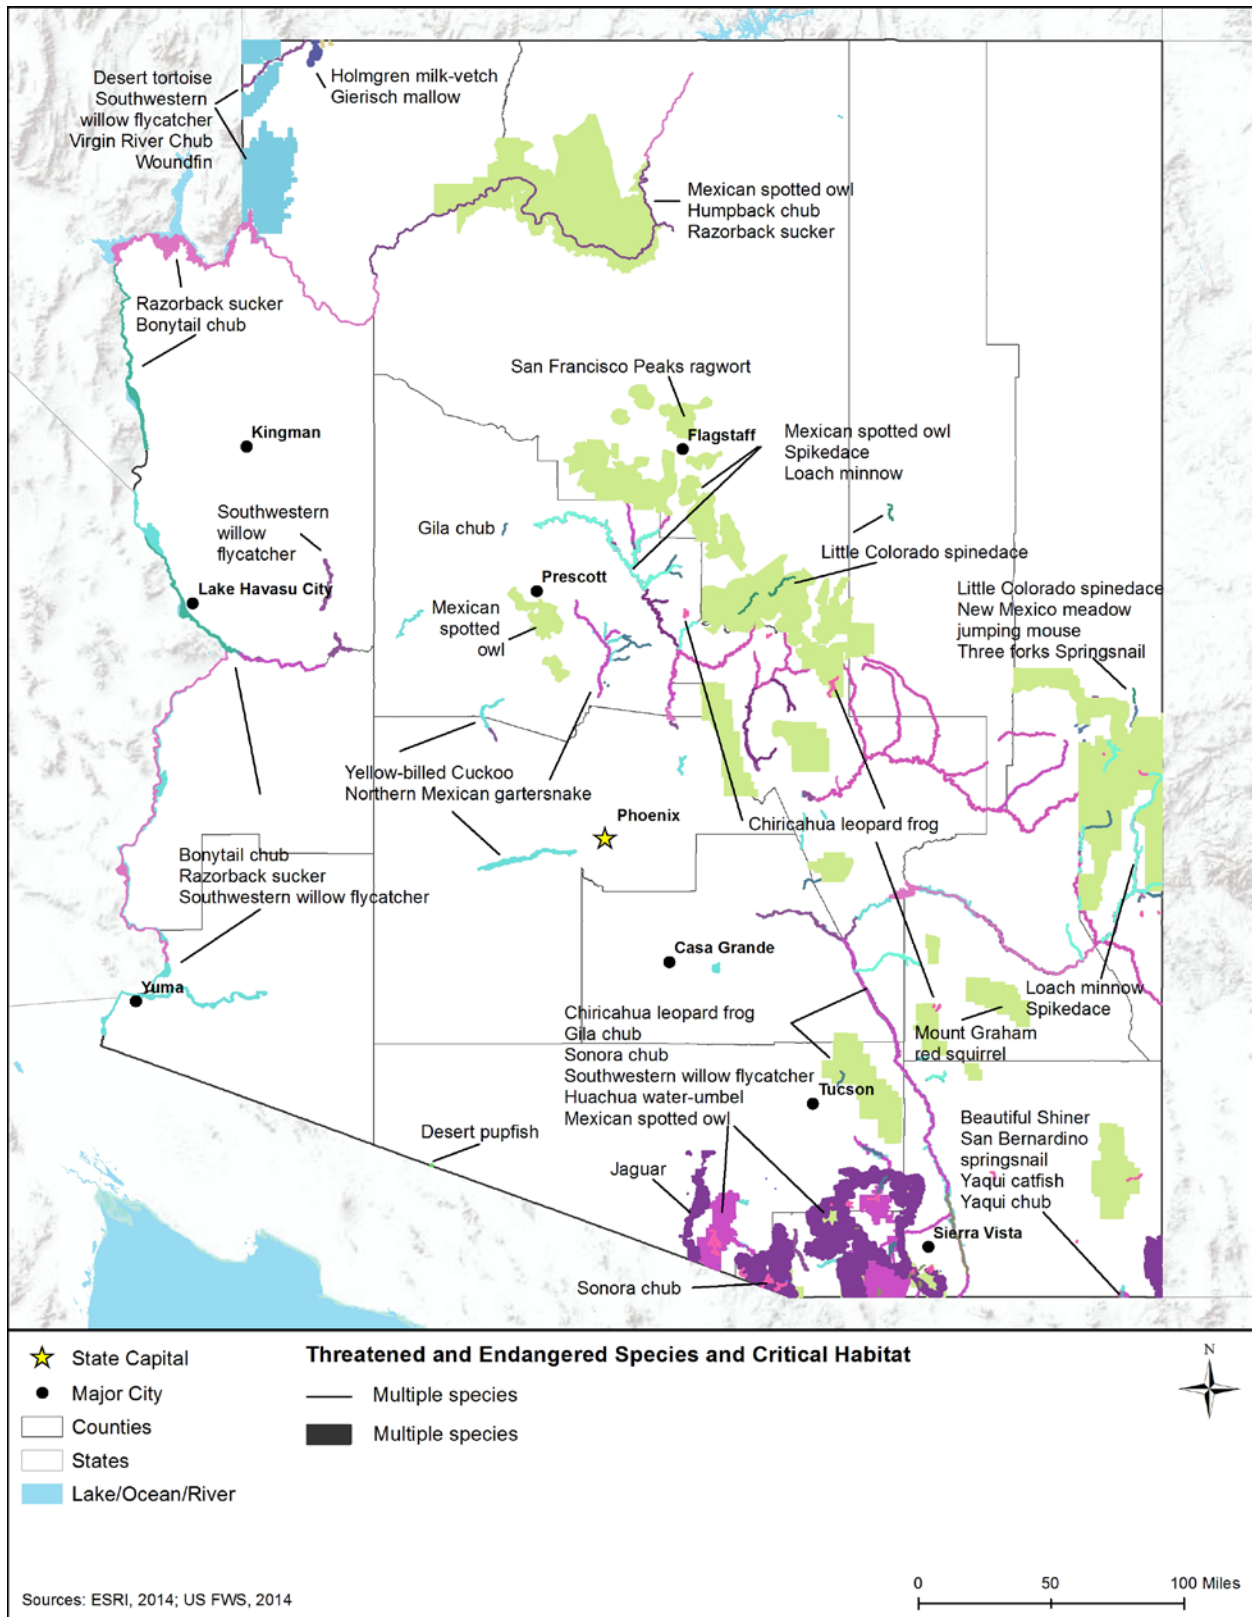 Desert tortoise
Southwestern
willow flycatcher
Virgin River Chub
Woundfin
Holmgren milk-vetch
Gierisch mallow
Mexican spotted owl
Humpback chub
Razorback sucker
Razorback sucker
Bonytail chub
San Francisco Peaks ragwort
Kingman
Flagstaff
Mexican spotted owl
Spikedace
Loach minnow
Southwestern
willow
flycatcher
Gila chub
Little Colorado spinedace
Lake Havasu City
Prescott
Mexican
spotted
owl
Little Colorado spinedace
New Mexico meadow
jumping mouse
Three forks Springsnail
Yellow-billed Cuckoo
Northern Mexican gartersnake
Phoenix
Chiricahua leopard frog
Bonytail chub
Razorback sucker
Southwestern willow flycatcher
Casa Grande
Yuma
Loach minnow
Spikedace
Chiricahua leopard frog
Gila chub
Sonora chub
Southwestern willow flycatcher
Huachua water-umbel
Mexican spotted owl
Mount Graham
red squirrel
Tucson
Desert pupfish
Beautiful Shiner
San Bernardino
springsnail
Yaqui catfish
Yaqui chub
Jaguar
Sierra Vista
Sonora chub
State Capital
Major City
Counties
States
Lake/Ocean/River
Threatened and Endangered Species and Critical Habitat
Multiple species
Multiple species
N
Sources: ESRI, 2014; US FWS, 2014
0 50 100 Miles